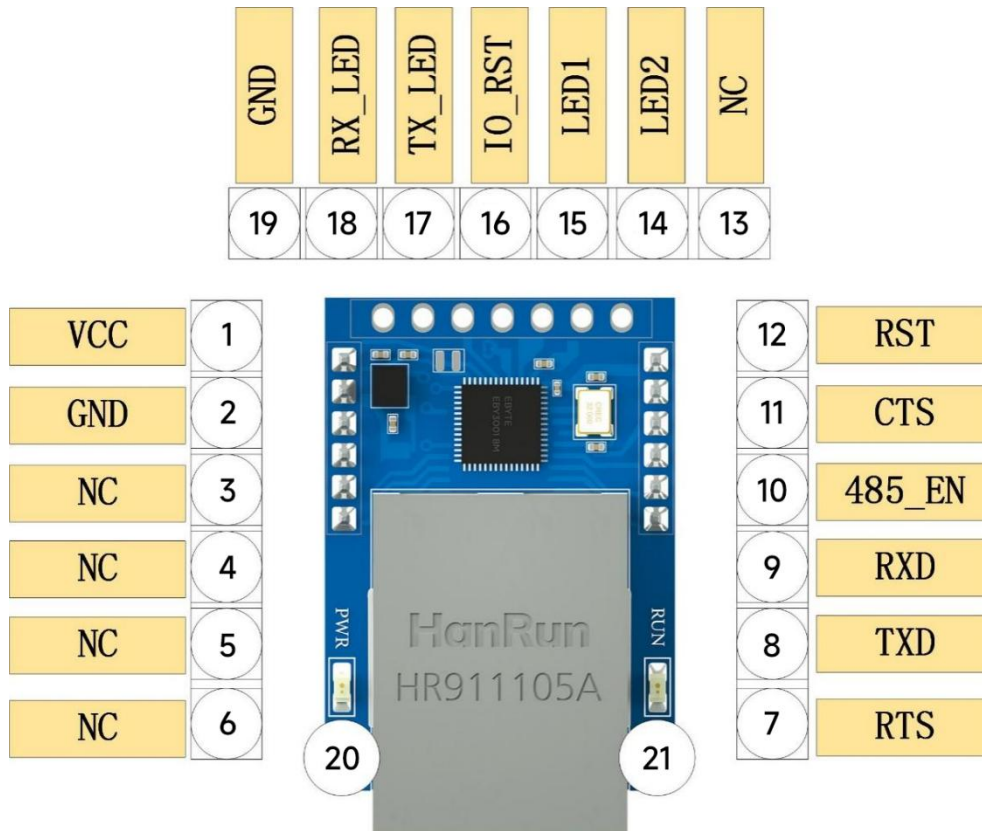 GND
RX_LED
TX_LED
IO_RST
LED1
LED2
NC
19 18 17 16 15 14 13
VCC 1
GND 2
NC 3
NC 4
NC 5
NC 6
12 RST
11 CTS
10 485_EN
9 RXD
8 TXD
7 RTS
EBYTE
PWR
RUN
HanRun
HR911105A
20
21